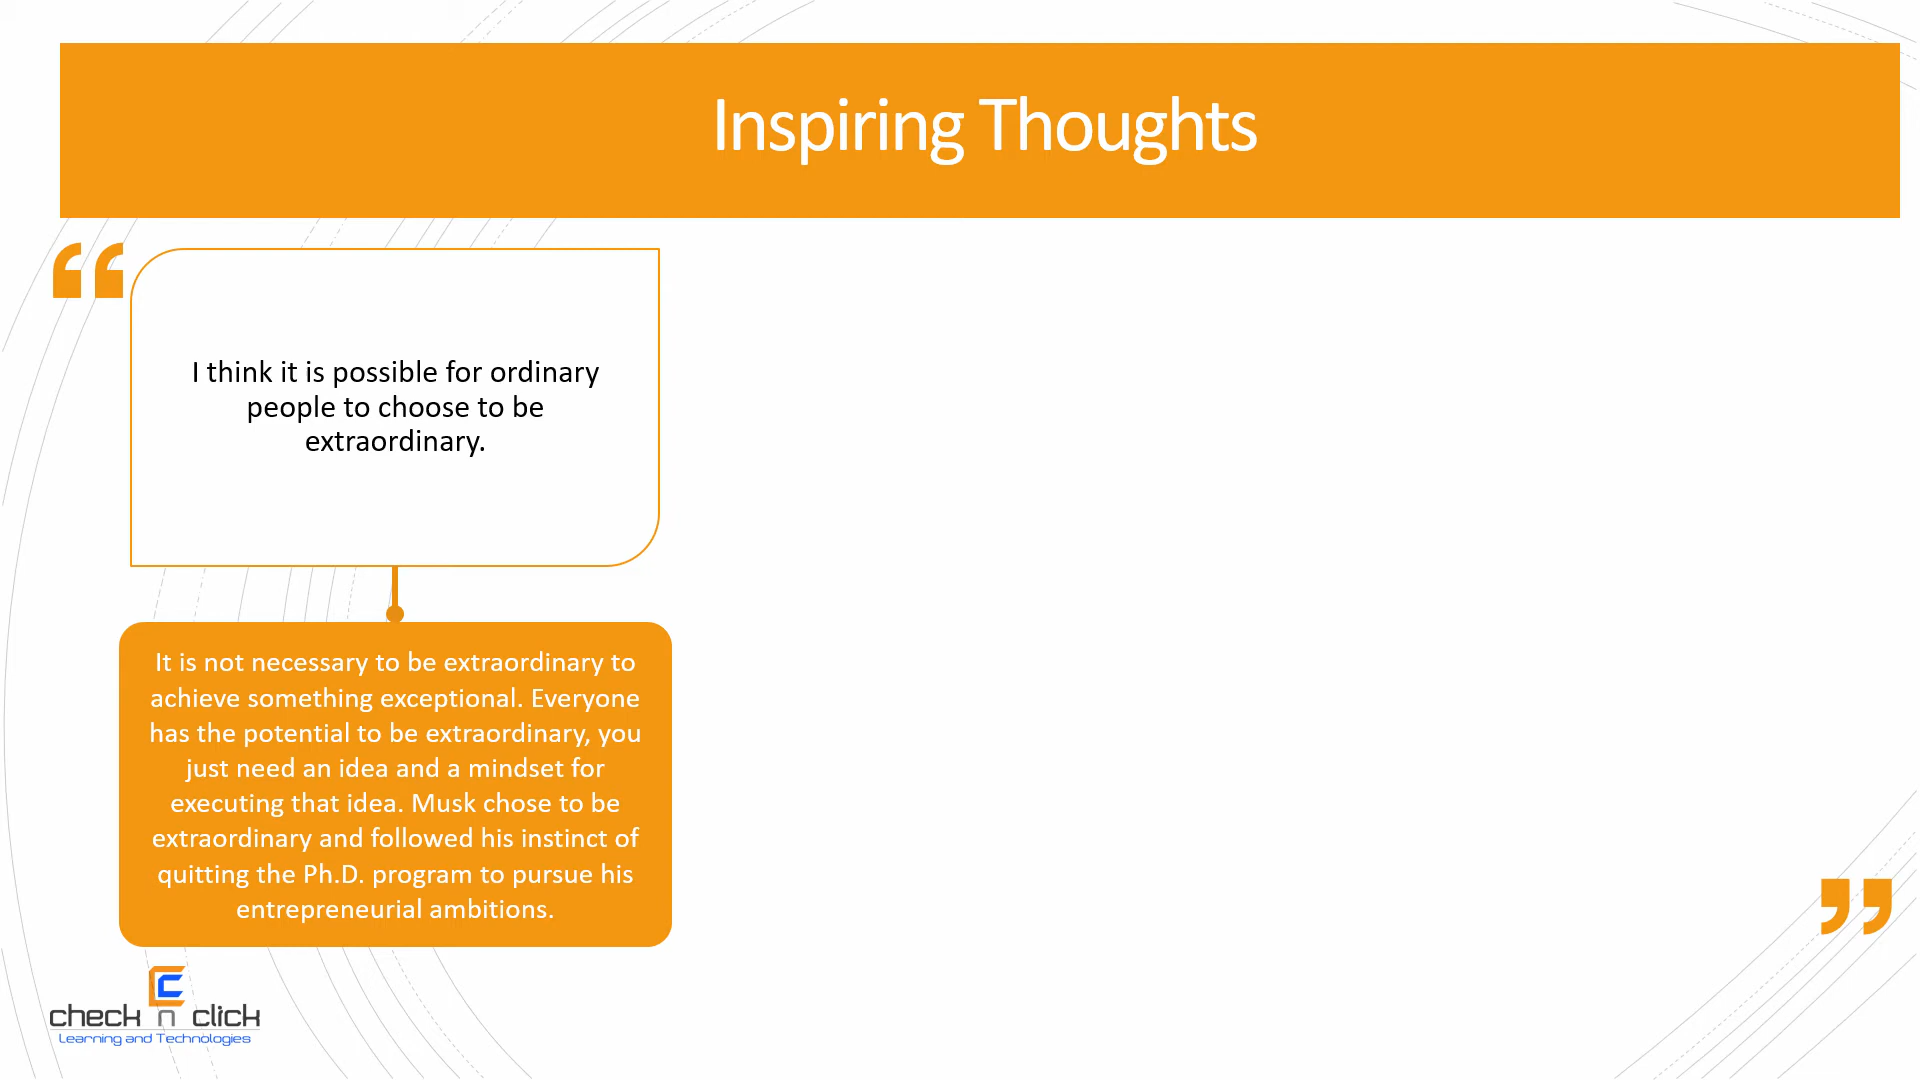 Inspiring Thoughts
“
I think it is possible for ordinary
people to choose to be
extraordinary.
It is not necessary to be extraordinary to
achieve something exceptional. Everyone
has the potential to be extraordinary, you
just need an idea and a mindset for
executing that idea. Musk chose to be
extraordinary and followed his instinct of
quitting the Ph.D. program to pursue his
entrepreneurial ambitions.
”
check n click
Learning and Technologies